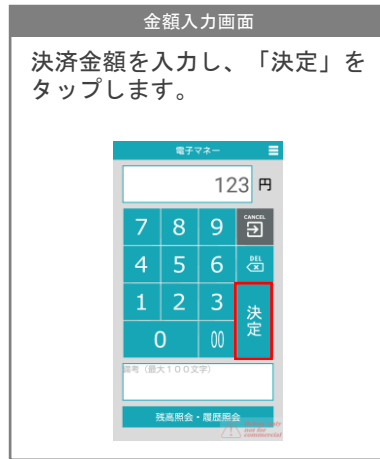 金額入力画面
決済金額を入力し、「決定」を
タップします。
電子マネー
123 円
7 8 9 CANCEL
4 5 6 DEL
1 2 3 決定
0 00
備考（最大１００文字）
残高照会・履歴照会